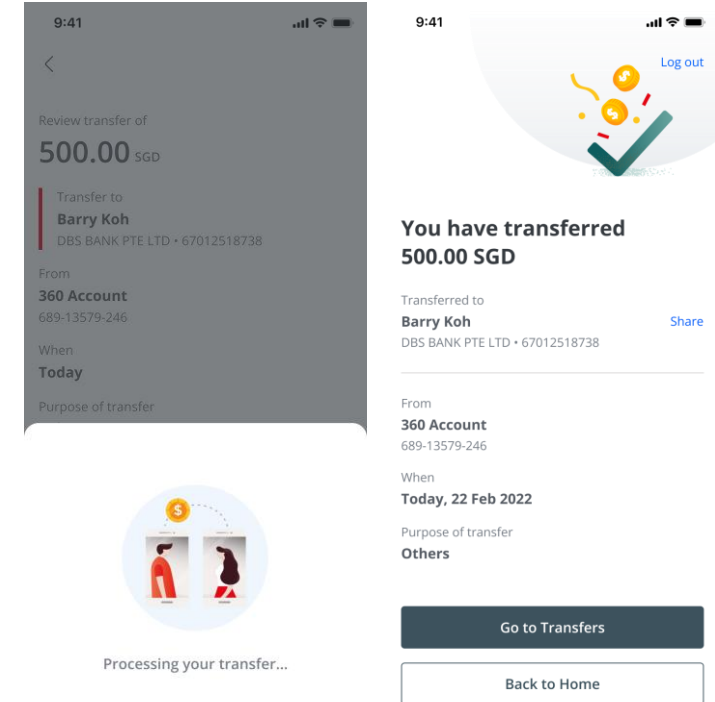 9:41
Review transfer of
500.00 SGD
Transfer to
Barry Koh
DBS BANK PTE LTD • 67012518738
From
360 Account
689-13579-246
When
Today
Purpose of transfer
Processing your transfer...
9:41
Log out
You have transferred
500.00 SGD
Transferred to
Barry Koh
Share
DBS BANK PTE LTD • 67012518738
From
360 Account
689-13579-246
When
Today, 22 Feb 2022
Purpose of transfer
Others
Go to Transfers
Back to Home